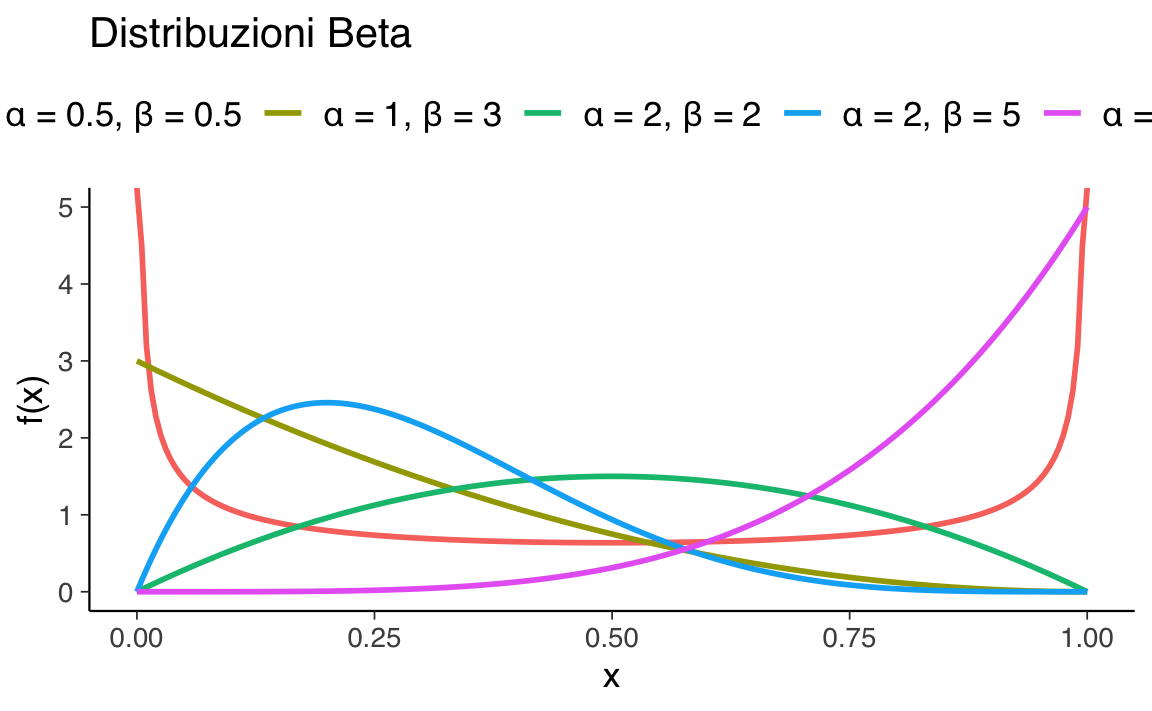 Distribuzioni Beta
α = 0.5, β = 0.5 α = 1, β = 3 α = 2, β = 2 α = 2, β = 5 α =
5
4
3
2
1
0
f(x)
0.00 0.25 0.50 0.75 1.00
x